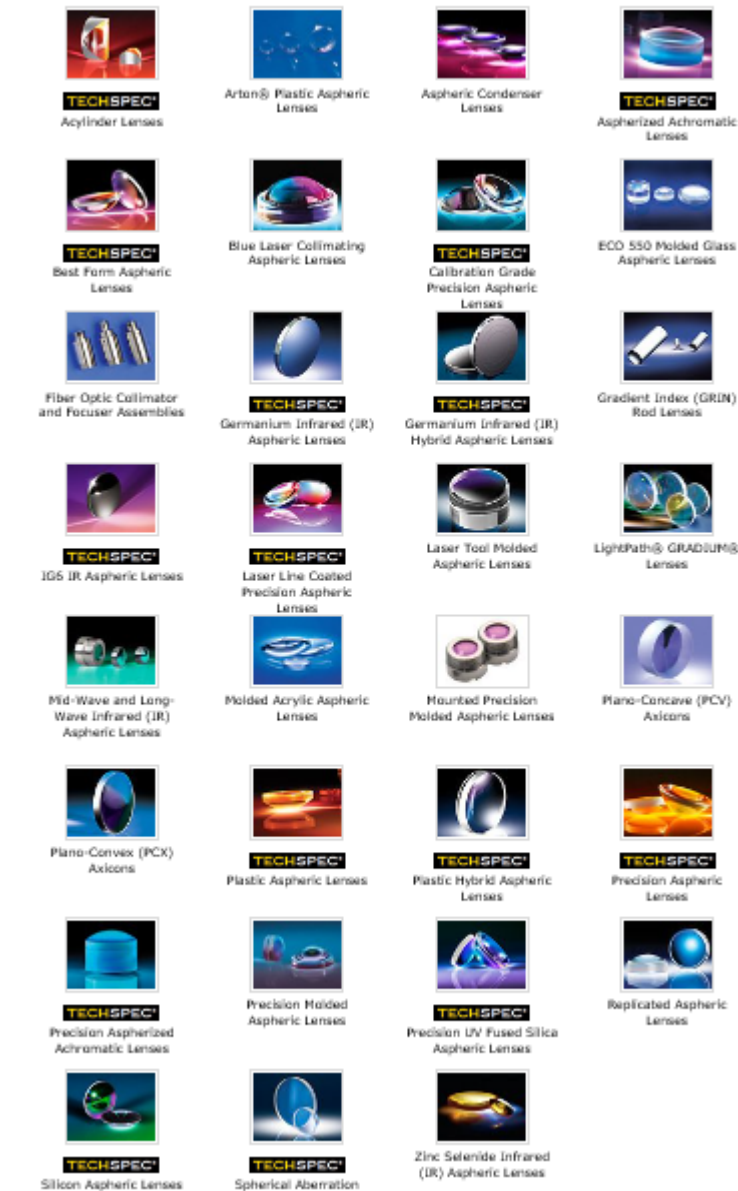 TECHSPEC®
Acylinder Lenses
Arton® Plastic Aspheric
Lenses
Aspheric Condenser
Lenses
TECHSPEC®
Aspherized Achromatic
Lenses
TECHSPEC®
Best Form Aspheric
Lenses
Blue Laser Collimating
Aspheric Lenses
TECHSPEC®
Calibration Grade
Precision Aspheric
Lenses
ECO 550 Molded Glass
Aspheric Lenses
Fiber Optic Collimator
and Focuser Assemblies
TECHSPEC®
Germanium Infrared (IR)
Aspheric Lenses
TECHSPEC®
Germanium Infrared (IR)
Hybrid Aspheric Lenses
Gradient Index (GRIN)
Rod Lenses
TECHSPEC®
IG6 IR Aspheric Lenses
TECHSPEC®
Laser Line Coated
Precision Aspheric
Lenses
Laser Tool Molded
Aspheric Lenses
LightPath® GRADIUM®
Lenses
Mid-Wave and Long-
Wave Infrared (IR)
Aspheric Lenses
Molded Acrylic Aspheric
Lenses
Mounted Precision
Molded Aspheric Lenses
Plano-Concave (PCV)
Axicons
Plano-Convex (PCX)
Axicons
TECHSPEC®
Plastic Aspheric Lenses
TECHSPEC®
Plastic Hybrid Aspheric
Lenses
TECHSPEC®
Precision Aspheric
Lenses
TECHSPEC®
Precision Aspherized
Achromatic Lenses
Precision Molded
Aspheric Lenses
TECHSPEC®
Precision UV Fused Silica
Aspheric Lenses
Replicated Aspheric
Lenses
TECHSPEC®
Silicon Aspheric Lenses
TECHSPEC®
Spherical Aberration
Zinc Selenide Infrared
(IR) Aspheric Lenses